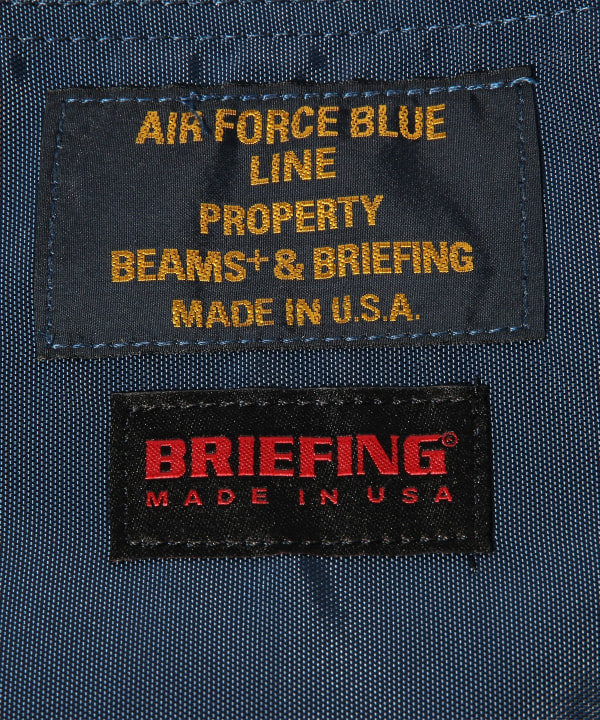 AIR FORCE BLUE
LINE
PROPERTY
BEAMS+ & BRIEFING
MADE IN U.S.A.
BRIEFING®
MADE IN USA